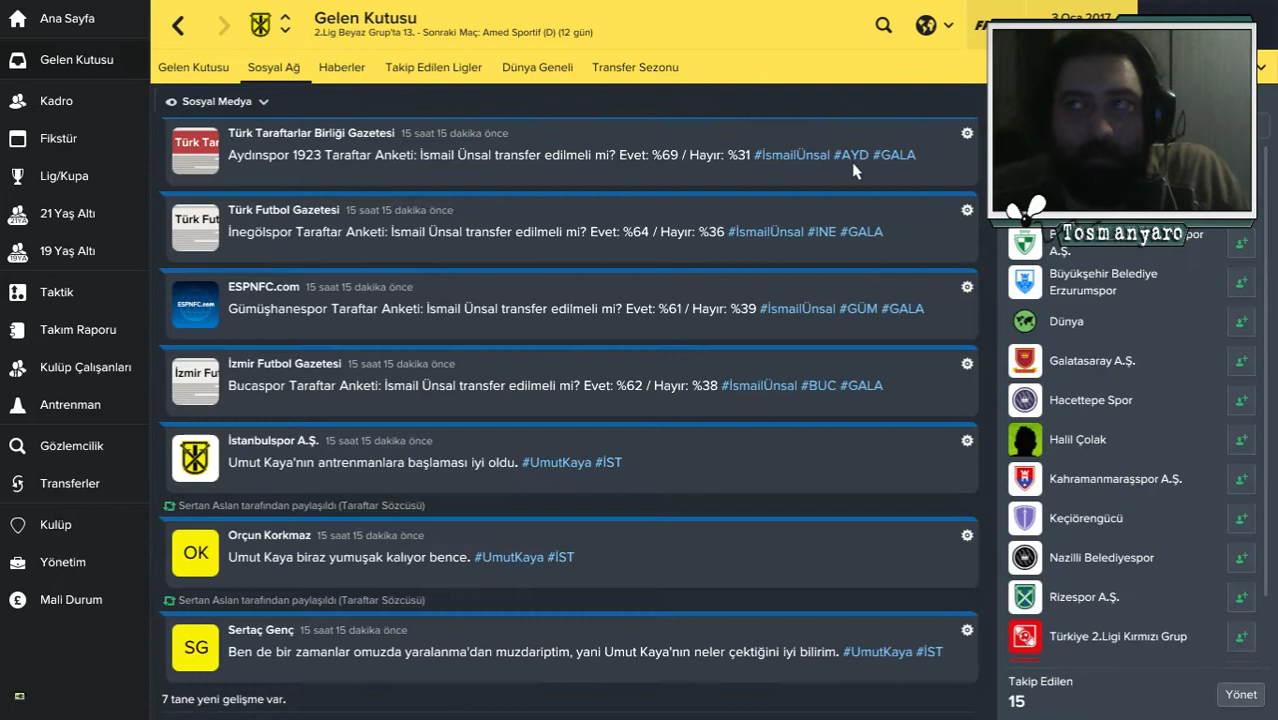 Ana Sayfa
Gelen Kutusu
Kadro
Fikstür
Lig/Kupa
21 Yaş Altı
19 Yaş Altı
Taktik
Takım Raporu
Kulüp Çalışanları
Antrenman
Gözlemcilik
Transferler
Kulüp
Yönetim
Mali Durum
Gelen Kutusu
2.Lig Beyaz Grup'ta 13. - Sonraki Maç: Amed Sportif (D) (12 gün)
3 Oca 2017
Gelen Kutusu
Sosyal Ağ
Haberler
Takip Edilen Ligler
Dünya Geneli
Transfer Sezonu
Sosyal Medya
Türk Tar
Türk Taraftarlar Birliği Gazetesi 15 saat 15 dakika önce
Aydınspor 1923 Taraftar Anketi: İsmail Ünsal transfer edilmeli mi? Evet: %69 / Hayır: %31 #İsmailÜnsal #AYD #GALA
Türk Fut
Türk Futbol Gazetesi 15 saat 15 dakika önce
İnegölspor Taraftar Anketi: İsmail Ünsal transfer edilmeli mi? Evet: %64 / Hayır: %36 #İsmailÜnsal #INE #GALA
ESPNFC.com
ESPNFC.com 15 saat 15 dakika önce
Gümüşhanespor Taraftar Anketi: İsmail Ünsal transfer edilmeli mi? Evet: %61 / Hayır: %39 #İsmailÜnsal #GÜM #GALA
İzmir Fut
İzmir Futbol Gazetesi 15 saat 15 dakika önce
Bucaspor Taraftar Anketi: İsmail Ünsal transfer edilmeli mi? Evet: %62 / Hayır: %38 #İsmailÜnsal #BUC #GALA
İstanbulspor A.Ş. 15 saat 15 dakika önce
Umut Kaya'nın antrenmanlara başlaması iyi oldu. #UmutKaya #İST
Sertan Aslan tarafından paylaşıldı (Taraftar Sözcüsü)
OK
Orçun Korkmaz 15 saat 15 dakika önce
Umut Kaya biraz yumuşak kalıyor bence. #UmutKaya #İST
Sertan Aslan tarafından paylaşıldı (Taraftar Sözcüsü)
SG
Sertaç Genç 15 saat 15 dakika önce
Ben de bir zamanlar omuzda yaralanma'dan muzdariptim, yani Umut Kaya'nın neler çektiğini iyi bilirim. #UmutKaya #İST
7 tane yeni gelişme var.
Tosmanyaro
A.Ş.
Büyükşehir Belediye
Erzurumspor
Dünya
Galatasaray A.Ş.
Hacettepe Spor
Halil Çolak
Kahramanmaraşspor A.Ş.
Keçiörengücü
Nazilli Belediyespor
Rizespor A.Ş.
Türkiye 2.Ligi Kırmızı Grup
Takip Edilen
15
Yönet